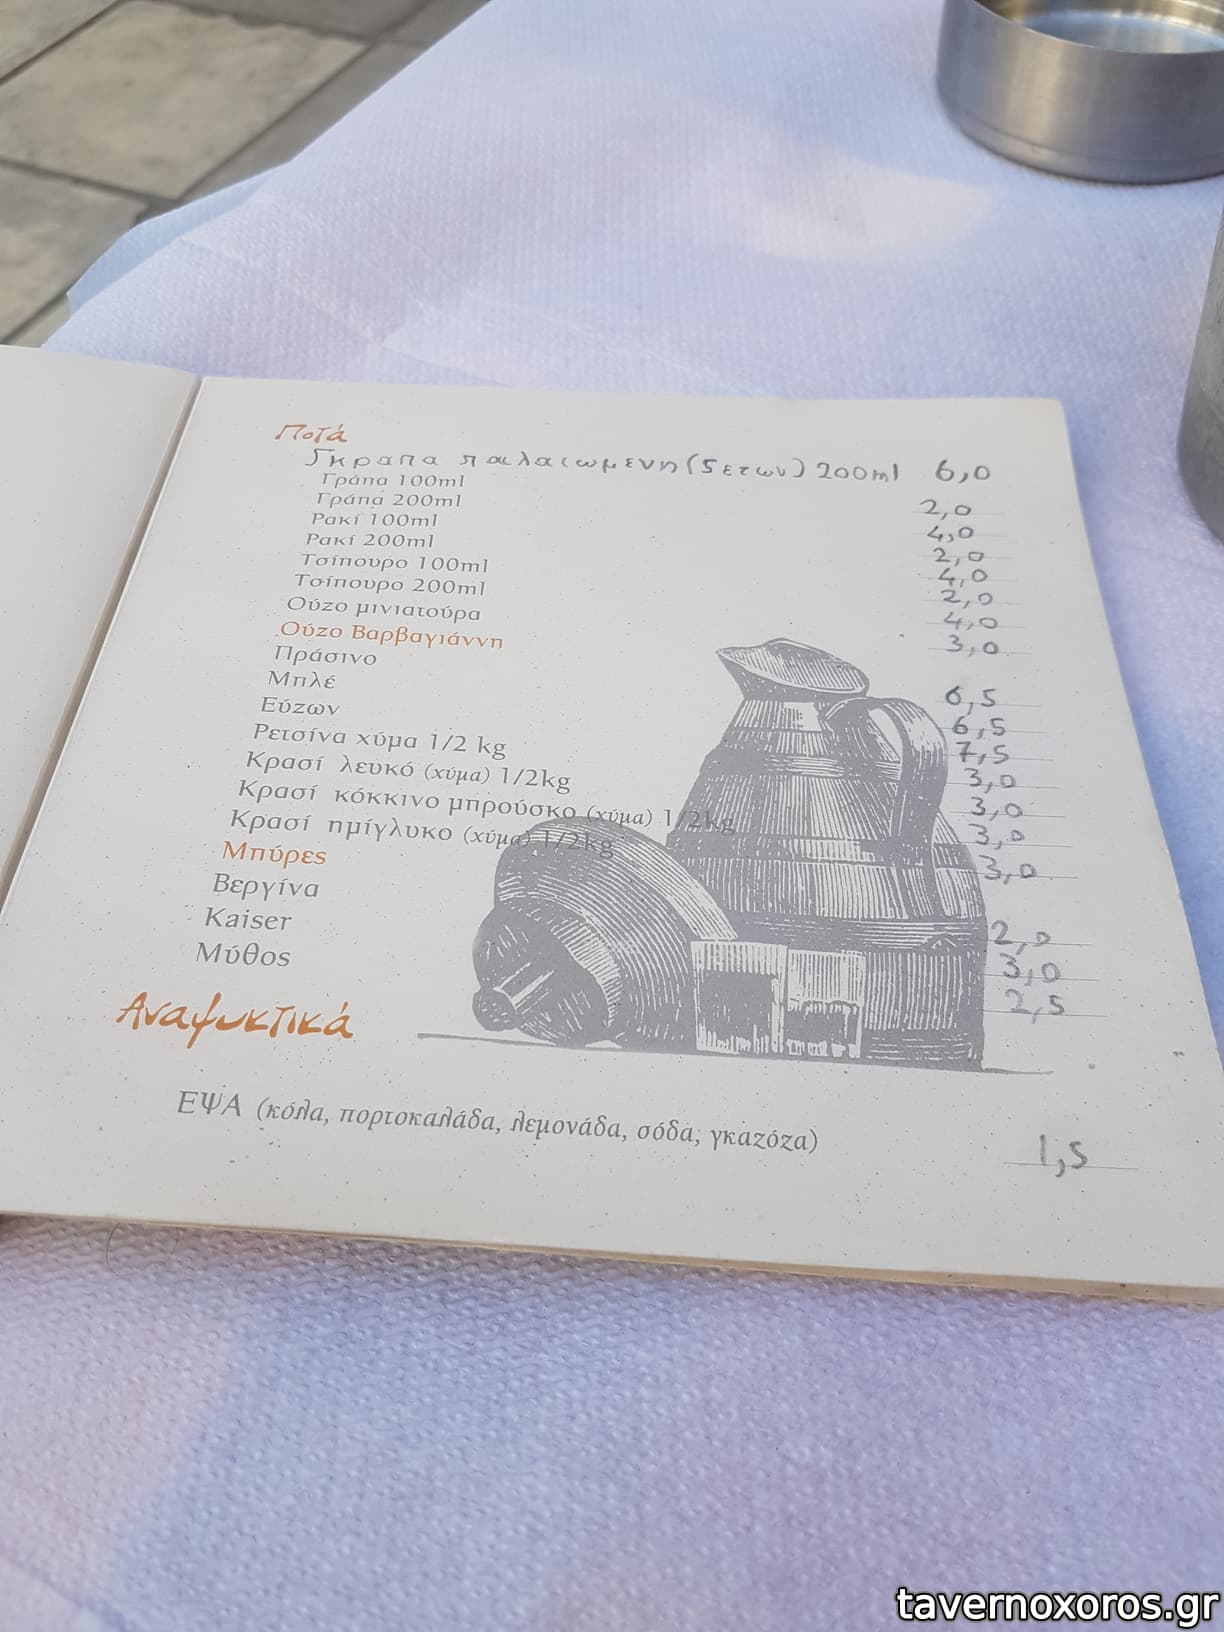 Ποτά
Γκραπα παλαιωμενη (5 ετων) 200ml 6,0
Γράπα 100ml 2,0
Γράπα 200ml 4,0
Ρακί 100ml 2,0
Ρακί 200ml 4,0
Τσίπουρο 100ml 2,0
Τσίπουρο 200ml 4,0
Ούζο μινιατούρα 3,0
Ούζο Βαρβαγιάννη
Πράσινο 6,5
Μπλέ 6,5
Εύζων 7,5
Ρετσίνα χύμα 1/2 kg 3,0
Κρασί λευκό (χύμα) 1/2kg 3,0
Κρασί κόκκινο μπρούσκο (χύμα) 1/2kg 3,0
Κρασί ημίγλυκο (χύμα) 1/2kg 3,0
Μπύρες
Βεργίνα 2,0
Kaiser 3,0
Μύθος 2,5
Αναψυκτικά
ΕΨΑ (κόλα, πορτοκαλάδα, λεμονάδα, σόδα, γκαζόζα) 1,5
tavernoxoros.gr